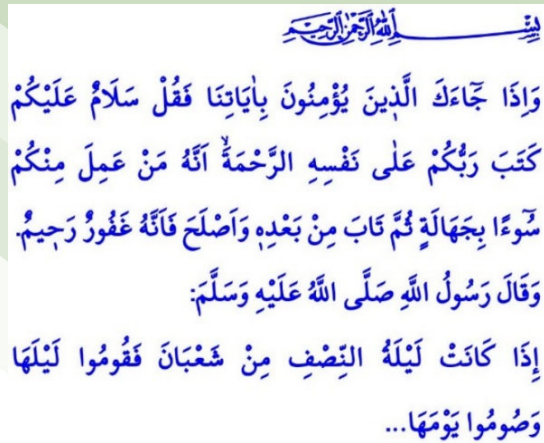 بِسْمِ اللهِ الرَّحْمٰنِ الرَّحِيمِ
وَاِذَا جَٓاءَكَ الَّذ۪ينَ يُؤْمِنُونَ بِاٰيَاتِنَا فَقُلْ سَلَامٌ عَلَيْكُمْ
كَتَبَ رَبُّكُمْ عَلٰى نَفْسِهِ الرَّحْمَةَۙ اَنَّهُ مَنْ عَمِلَ مِنْكُمْ
سُٓوءًا بِجَهَالَةٍ ثُمَّ تَابَ مِنْ بَعْدِه۪ وَاَصْلَحَ فَاَنَّهُ غَفُورٌ رَح۪يمٌ.
وَقَالَ رَسُولُ اللَّهِ صَلَّى اللَّهُ عَلَيْهِ وَسَلَّمَ:
إِذَا كَانَتْ لَيْلَةُ النِّصْفِ مِنْ شَعْبَانَ فَقُومُوا لَيْلَهَا
وَصُومُوا يَوْمَهَا...